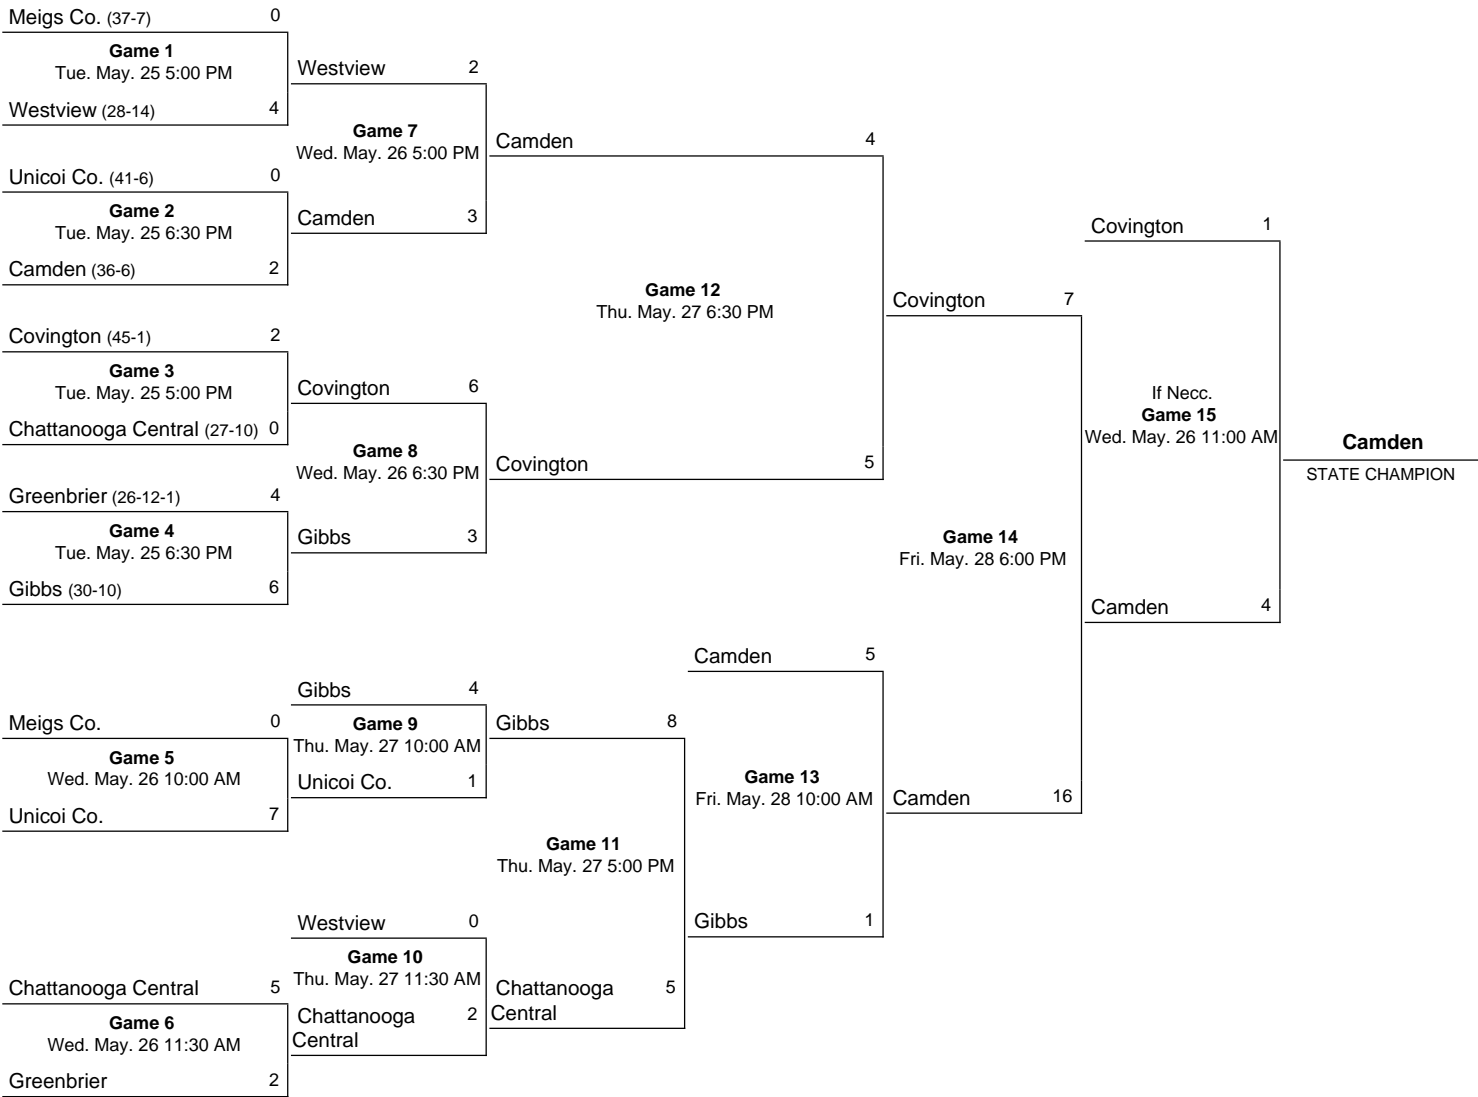 Meigs Co. (37-7) 0
Game 1
Tue. May. 25 5:00 PM
Westview (28-14) 4
Unicoi Co. (41-6) 0
Game 2
Tue. May. 25 6:30 PM
Camden (36-6) 2
Covington (45-1) 2
Game 3
Tue. May. 25 5:00 PM
Chattanooga Central (27-10) 0
Greenbrier (26-12-1) 4
Game 4
Tue. May. 25 6:30 PM
Gibbs (30-10) 6
Meigs Co. 0
Game 5
Wed. May. 26 10:00 AM
Unicoi Co. 7
Chattanooga Central 5
Game 6
Wed. May. 26 11:30 AM
Greenbrier 2
Westview 2
Game 7
Wed. May. 26 5:00 PM
Camden 3
Covington 6
Game 8
Wed. May. 26 6:30 PM
Gibbs 3
Gibbs 4
Game 9
Thu. May. 27 10:00 AM
Unicoi Co. 1
Westview 0
Game 10
Thu. May. 27 11:30 AM
Chattanooga 2
Central
Camden 4
Game 12
Thu. May. 27 6:30 PM
Covington 5
Gibbs 8
Game 11
Thu. May. 27 5:00 PM
Chattanooga 5
Central
Camden 5
Game 13
Fri. May. 28 10:00 AM
Gibbs 1
Covington 7
Game 14
Fri. May. 28 6:00 PM
Camden 16
Covington 1
If Necc.
Game 15
Wed. May. 26 11:00 AM
Camden 4
Camden
STATE CHAMPION